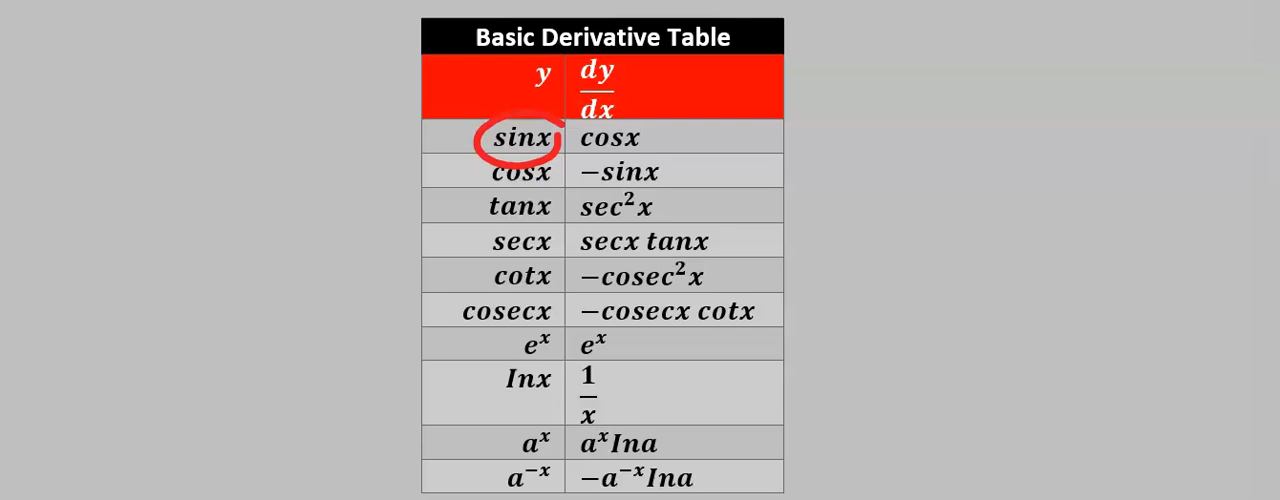 Basic Derivative Table
y dy/dx
sinx cosx
cosx −sinx
tanx sec²x
secx secx tanx
cotx −cosec²x
cosecx −cosecx cotx
eˣ eˣ
Inx 1/x
aˣ aˣIna
a⁻ˣ −a⁻ˣIna